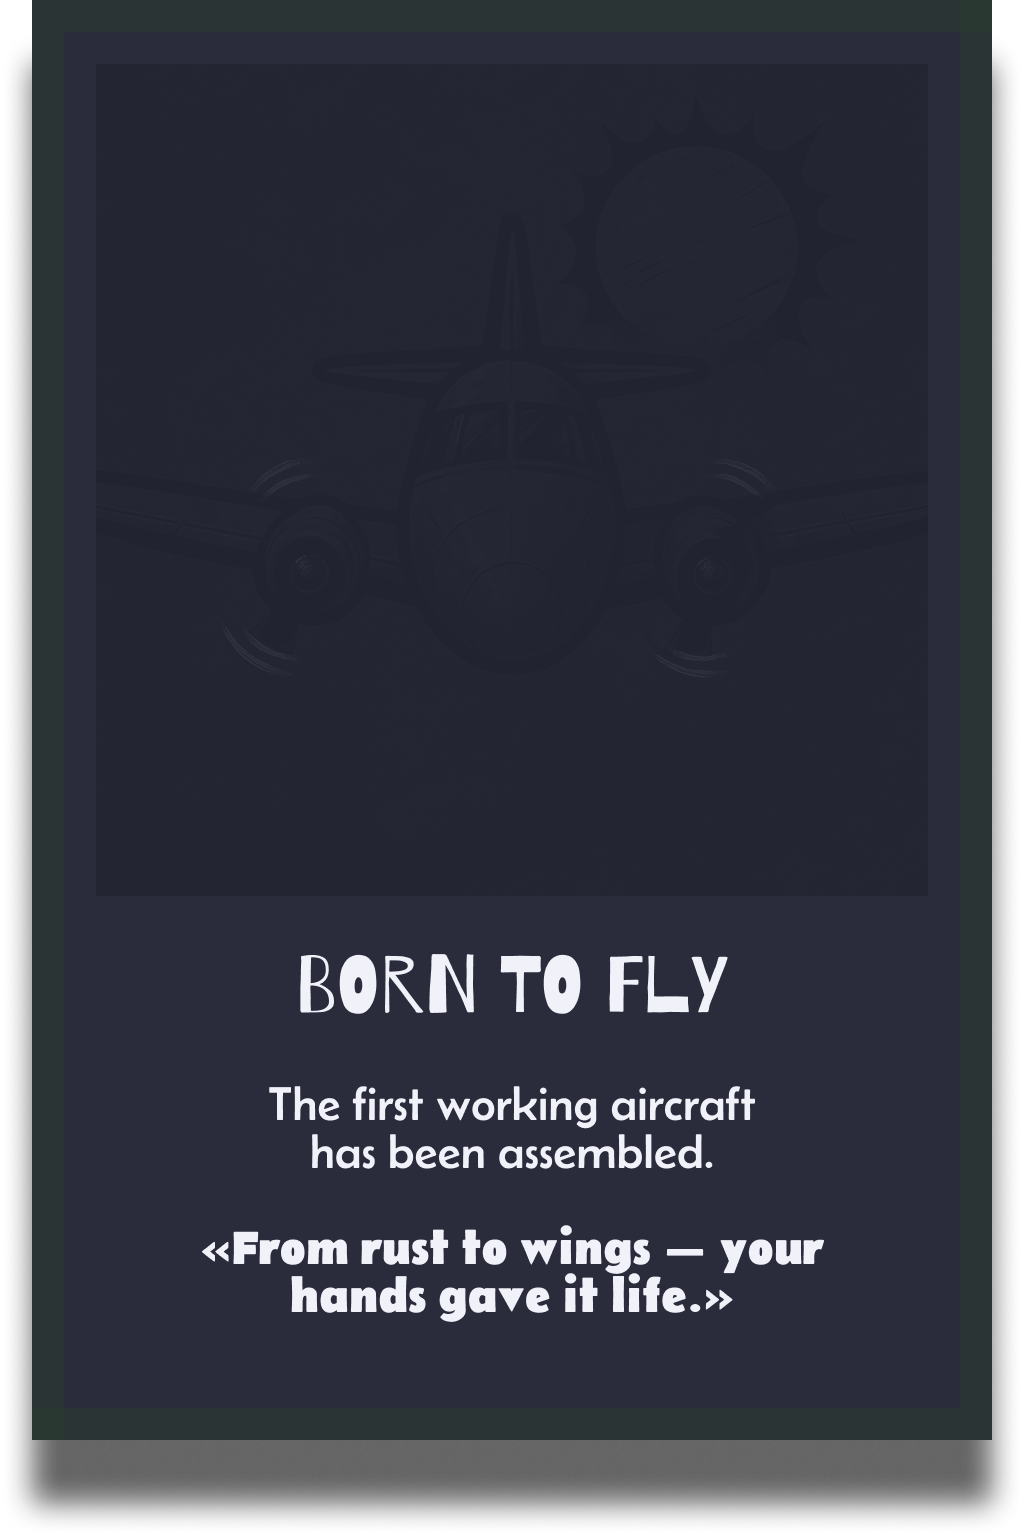 BORN TO FLY
The first working aircraft
has been assembled.
«From rust to wings — your
hands gave it life.»